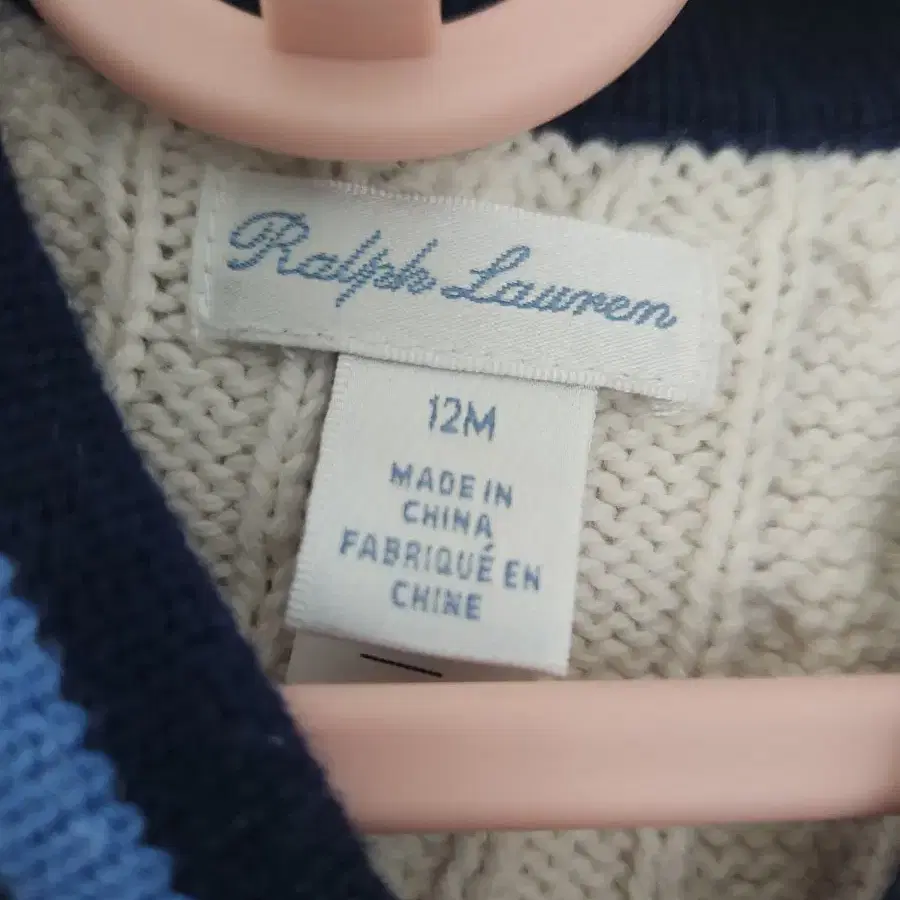 Ralph Lauren
12M
MADE IN
CHINA
FABRIQUÉ EN
CHINE